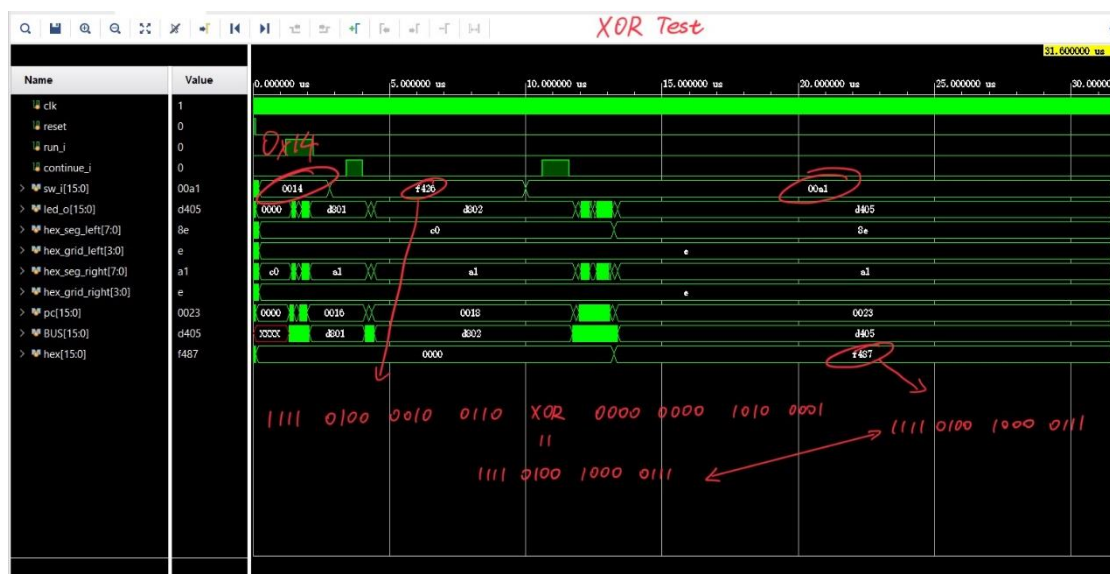 XOR Test
31.600000 us
Name Value
0.000000 us 5.000000 us 10.000000 us 15.000000 us 20.000000 us 25.000000 us 30.00000
clk 1
reset 0
run_i 0 0x14
continue_i 0
sw_i[15:0] 00a1 0014 f426 00a1
led_o[15:0] d405 0000 d801 d802 d405
hex_seg_left[7:0] 8e c0 8e
hex_grid_left[3:0] e e
hex_seg_right[7:0] a1 c0 a1 a1 a1
hex_grid_right[3:0] e e
pc[15:0] 0023 0000 0016 0018 0023
BUS[15:0] d405 XXXX d801 d802 d405
hex[15:0] f487 0000 f487
1111 0100 0010 0110 XOR 0000 0000 1010 0001 1111 0100 1000 0111
11
1111 0100 1000 0111